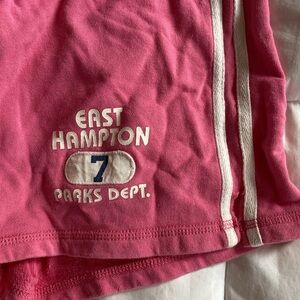 EAST
HAMPTON
7
PARKS DEPT.